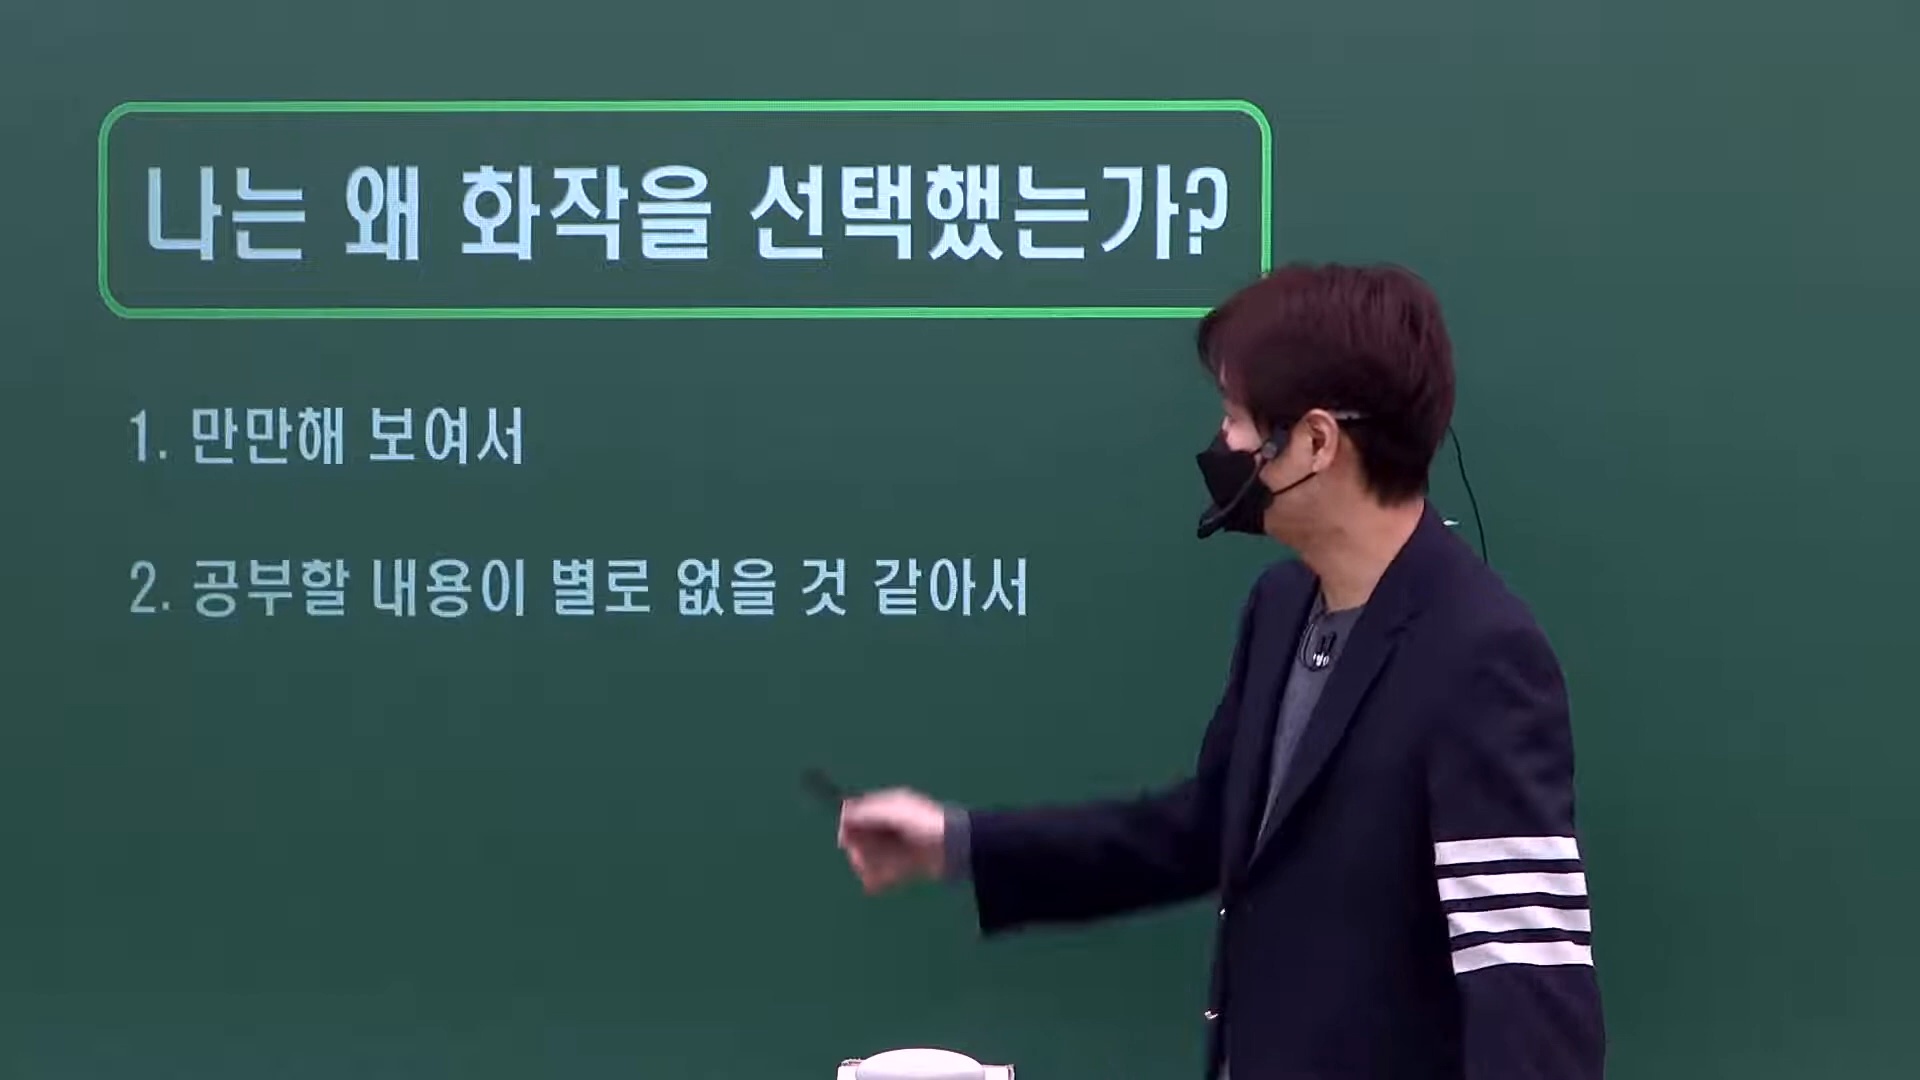 나는 왜 화작을 선택했는가?
1. 만만해 보여서
2. 공부할 내용이 별로 없을 것 같아서